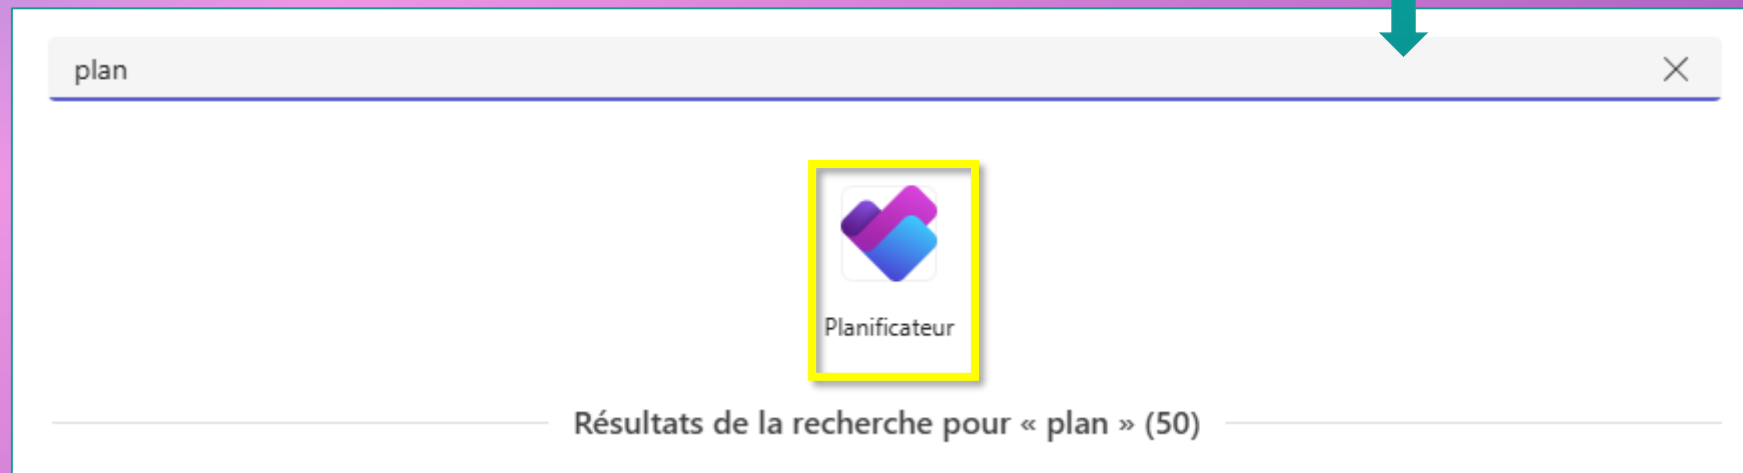 plan
Planificateur
Résultats de la recherche pour « plan » (50)